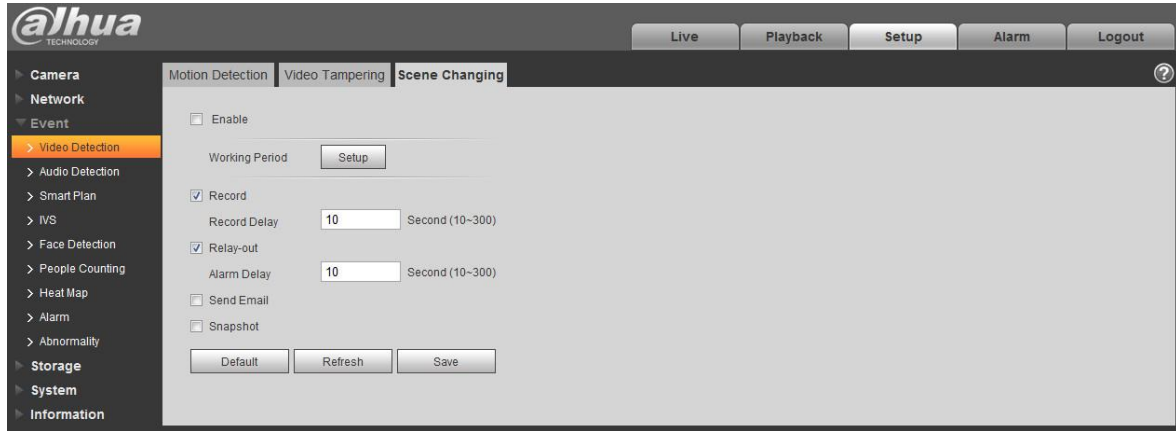 alhua
TECHNOLOGY
Live Playback Setup Alarm Logout
Camera
Network
Event
Video Detection
Audio Detection
Smart Plan
IVS
Face Detection
People Counting
Heat Map
Alarm
Abnormality
Storage
System
Information
Motion Detection Video Tampering Scene Changing
Enable
Working Period Setup
Record
Record Delay 10 Second (10~300)
Relay-out
Alarm Delay 10 Second (10~300)
Send Email
Snapshot
Default Refresh Save